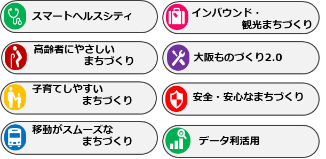 スマートヘルスシティ
高齢者にやさしい
まちづくり
子育てしやすい
まちづくり
移動がスムーズな
まちづくり
インバウンド・
観光まちづくり
大阪ものづくり2.0
安全・安心なまちづくり
データ利活用